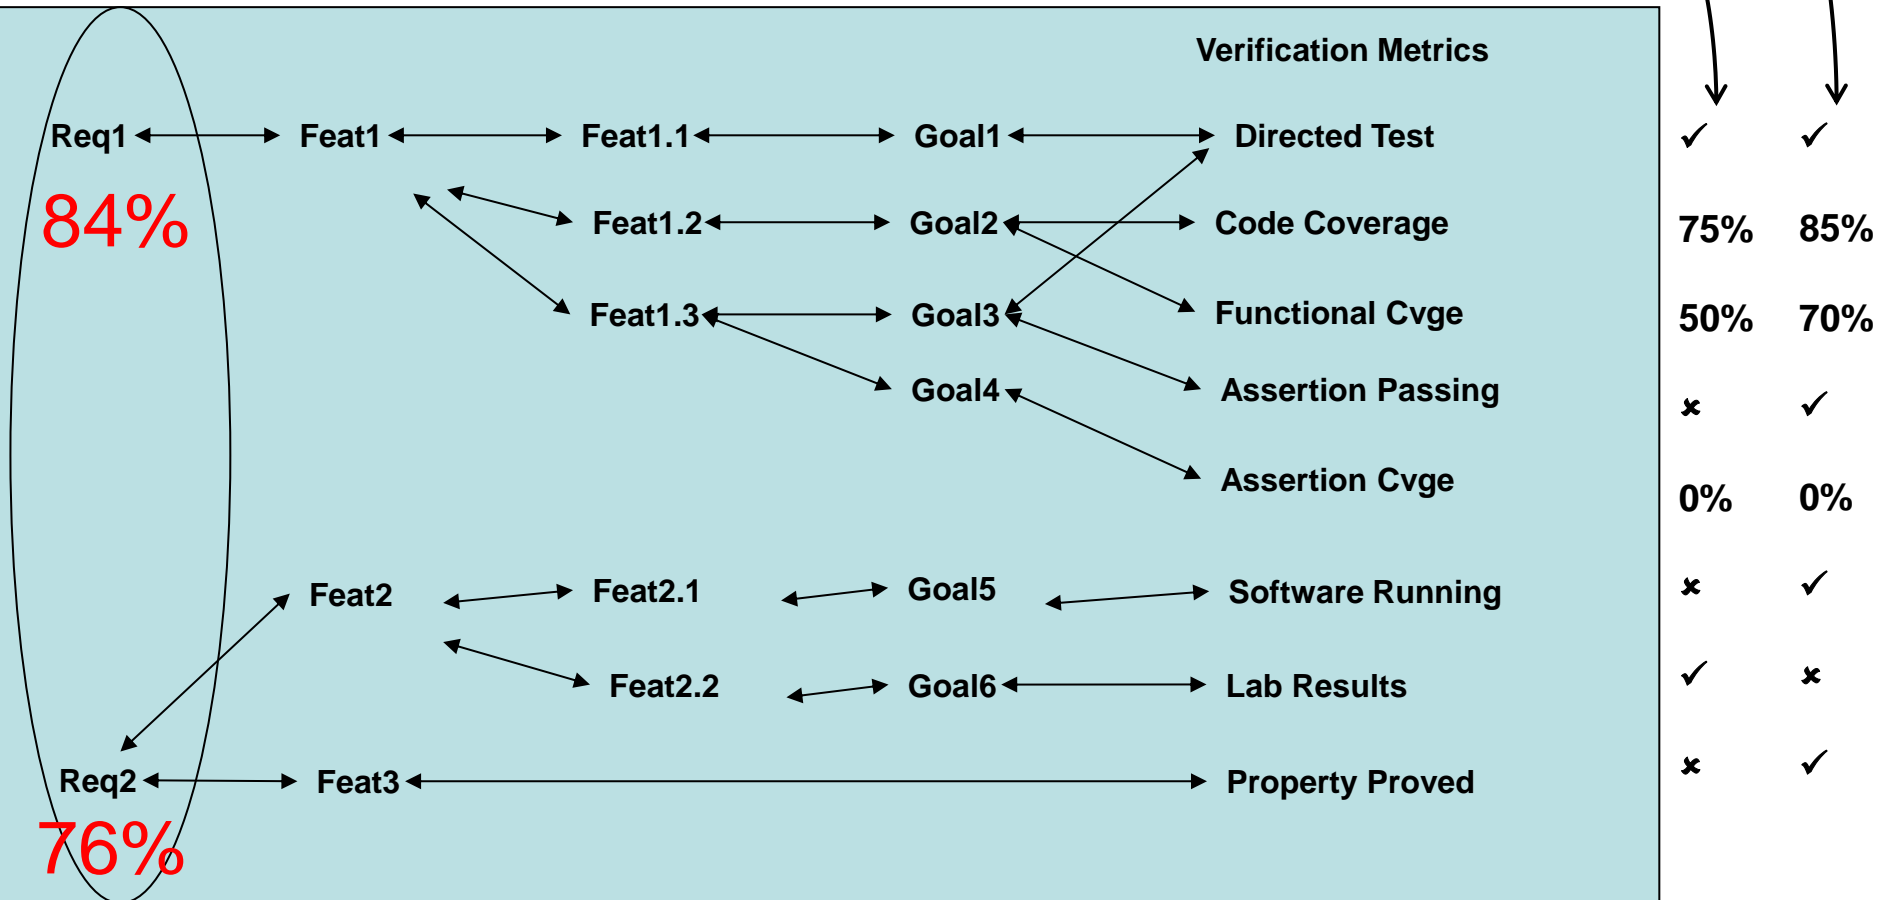 Verification Metrics
Req1 Feat1 Feat1.1 Goal1 Directed Test ✓ ✓
84%
Feat1.2 Goal2 Code Coverage 75% 85%
Feat1.3 Goal3 Functional Cvge 50% 70%
Goal4 Assertion Passing ✗ ✓
Assertion Cvge 0% 0%
Feat2 Feat2.1 Goal5 Software Running ✗ ✓
Feat2.2 Goal6 Lab Results ✓ ✗
Req2 Feat3 Property Proved ✗ ✓
76%